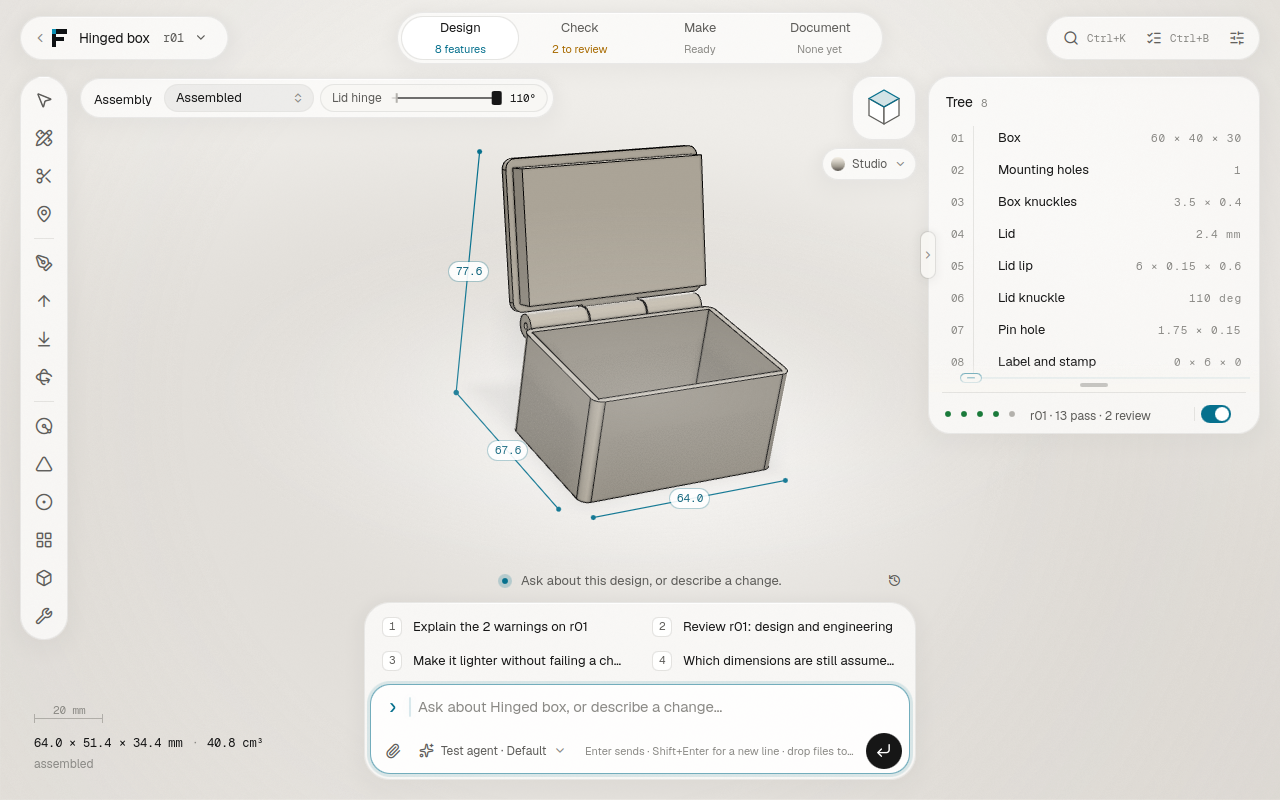 Hinged box r01
Design
8 features
Check
2 to review
Make
Ready
Document
None yet
Ctrl+K
Ctrl+B
Assembly
Assembled
Lid hinge
110°
Studio
Tree 8
01 Box 60 × 40 × 30
02 Mounting holes 1
03 Box knuckles 3.5 × 0.4
04 Lid 2.4 mm
05 Lid lip 6 × 0.15 × 0.6
06 Lid knuckle 110 deg
07 Pin hole 1.75 × 0.15
08 Label and stamp 0 × 6 × 0
r01 · 13 pass · 2 review
77.6
67.6
64.0
Ask about this design, or describe a change.
1 Explain the 2 warnings on r01
2 Review r01: design and engineering
3 Make it lighter without failing a ch…
4 Which dimensions are still assume…
Ask about Hinged box, or describe a change…
Test agent · Default
Enter sends · Shift+Enter for a new line · drop files to…
20 mm
64.0 × 51.4 × 34.4 mm · 40.8 cm³
assembled